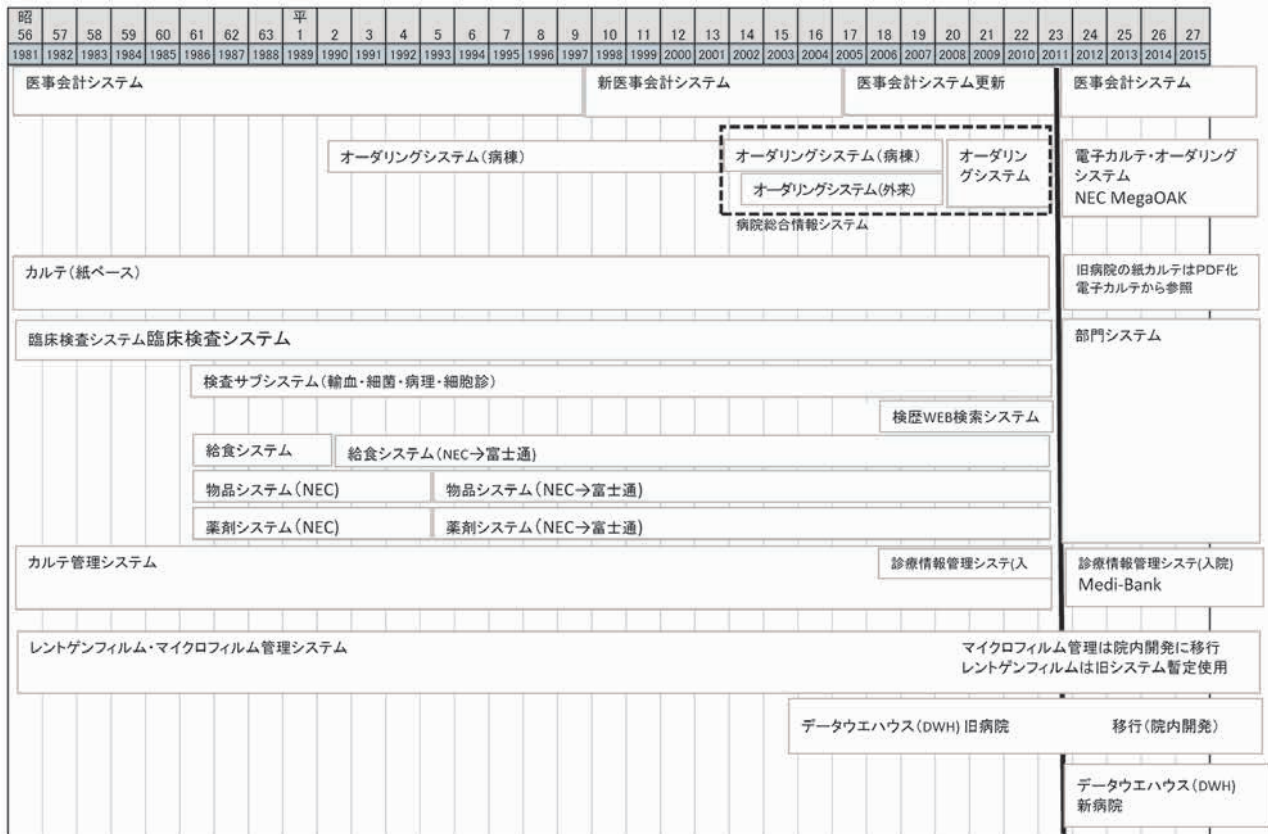 昭 平
56 57 58 59 60 61 62 63 1 2 3 4 5 6 7 8 9 10 11 12 13 14 15 16 17 18 19 20 21 22 23 24 25 26 27
1981 1982 1983 1984 1985 1986 1987 1988 1989 1990 1991 1992 1993 1994 1995 1996 1997 1998 1999 2000 2001 2002 2003 2004 2005 2006 2007 2008 2009 2010 2011 2012 2013 2014 2015
医事会計システム 新医事会計システム 医事会計システム更新 医事会計システム
オーダリングシステム(病棟) オーダリングシステム(病棟)
オーダリングシステム(外来)
オーダリン
グシステム
電子カルテ・オーダリング
システム
NEC MegaOAK
病院総合情報システム
カルテ(紙ベース)
旧病院の紙カルテはPDF化
電子カルテから参照
臨床検査システム臨床検査システム
部門システム
検査サブシステム(輸血・細菌・病理・細胞診)
検歴WEB検索システム
給食システム 給食システム(NEC→富士通)
物品システム(NEC) 物品システム(NEC→富士通)
薬剤システム(NEC) 薬剤システム(NEC→富士通)
カルテ管理システム
診療情報管理システ(入
診療情報管理システ(入院)
Medi-Bank
レントゲンフィルム・マイクロフィルム管理システム
マイクロフィルム管理は院内開発に移行
レントゲンフィルムは旧システム暫定使用
データウエハウス(DWH) 旧病院 移行(院内開発)
データウエハウス(DWH)
新病院